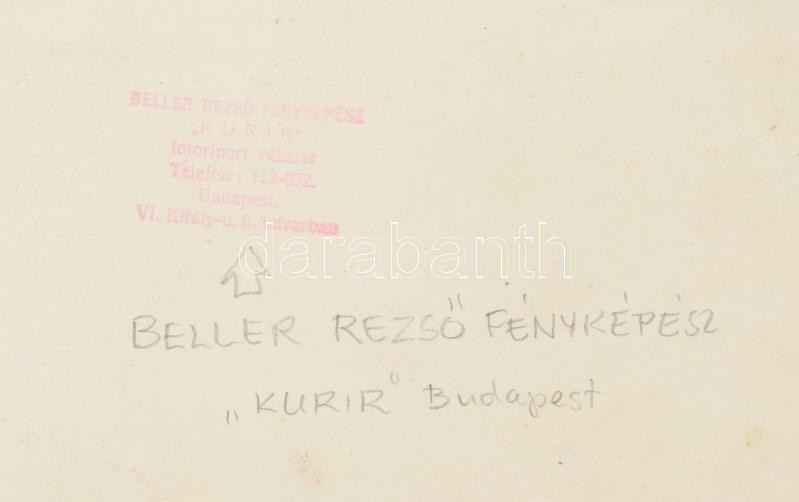 BELLER REZSŐ FÉNYKÉPÉSZ
„KURIR"
fotoriport vállalat
Telefon: 112-672.
Budapest,
VI. Király-u. 8. udvarban
darabanth
BELLER REZSŐ FÉNYKÉPÉSZ
„KURIR" Budapest